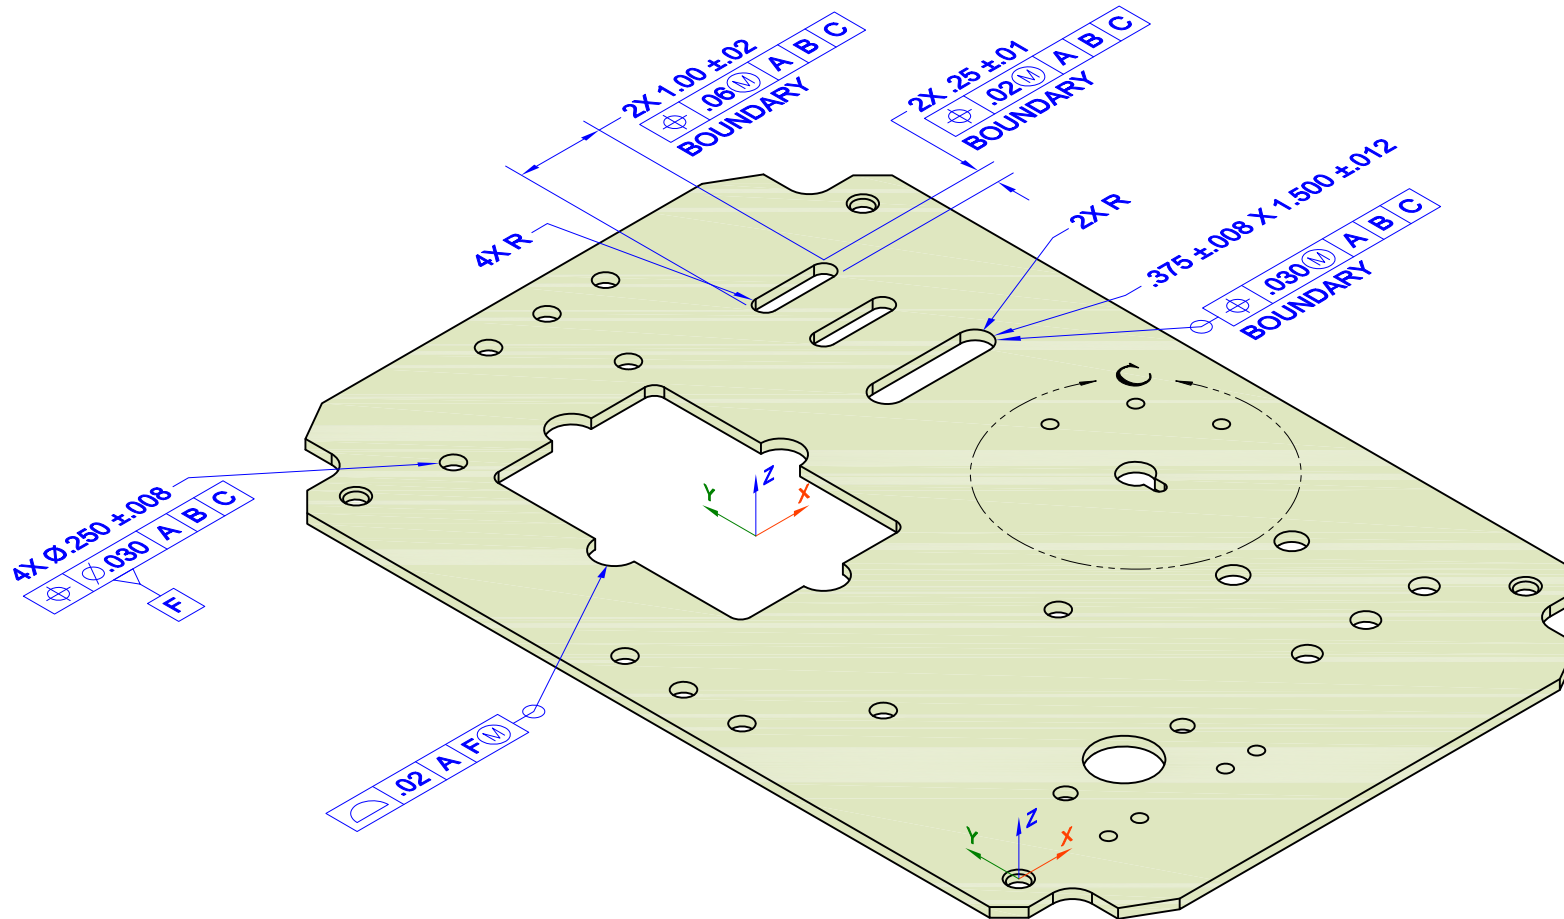 2X 1.00 ±.02
⌖ .06Ⓜ A B C
BOUNDARY
2X .25 ±.01
⌖ .02Ⓜ A B C
BOUNDARY
4X R
2X R
.375 ±.008 X 1.500 ±.012
⌖ .030Ⓜ A B C
BOUNDARY
C
4X Ø.250 ±.008
⌖ Ø.030 A B C
F
Z
Y
X
⌓ .02 A FⓂ
Z
Y
X